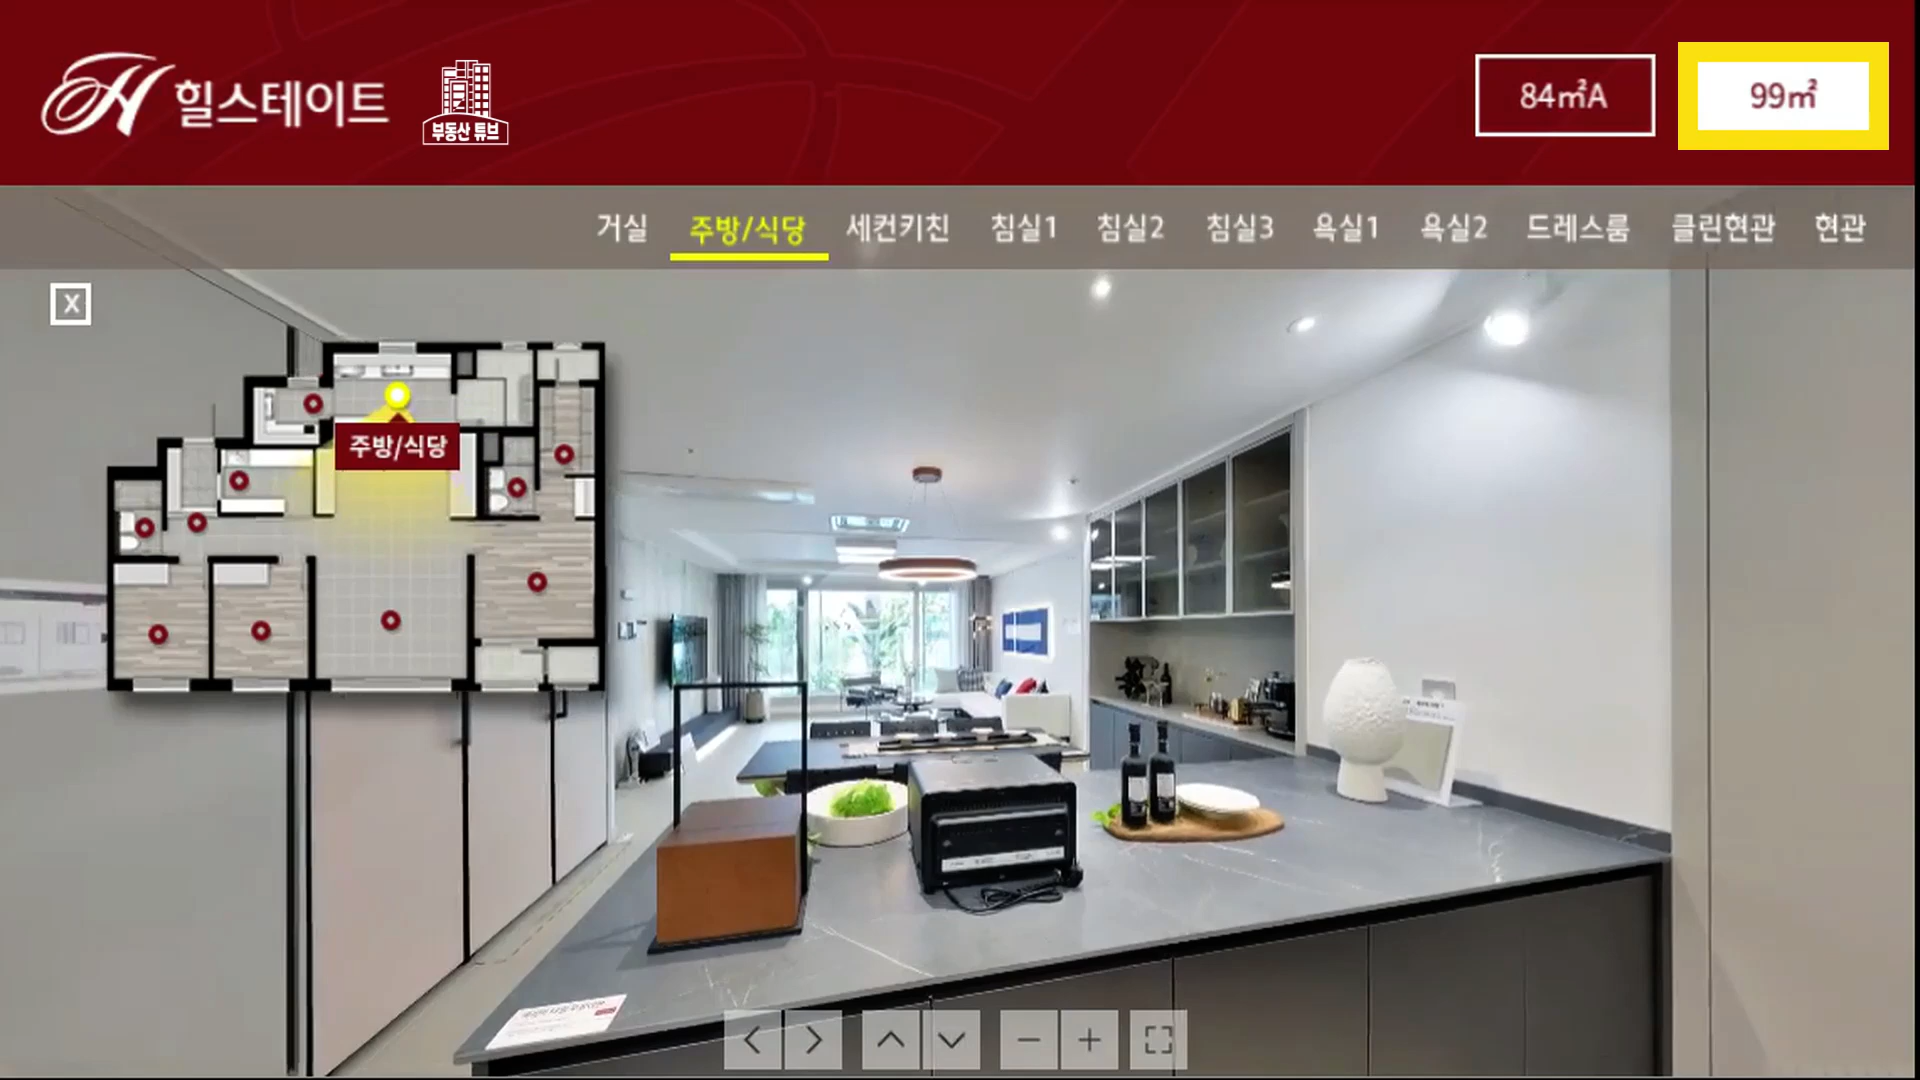 힐스테이트
부동산 튜브
84㎡A
99㎡
거실
주방/식당
세컨키친
침실1
침실2
침실3
욕실1
욕실2
드레스룸
클린현관
현관
X
주방/식당